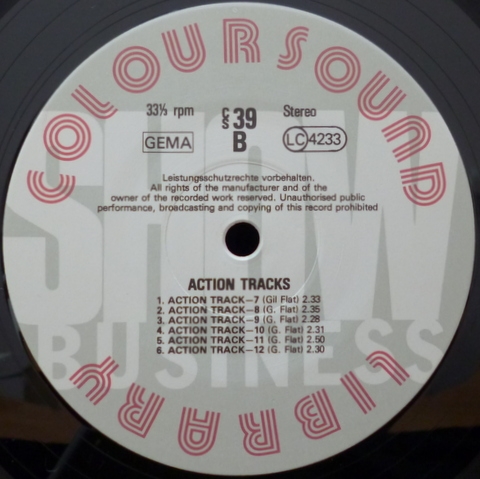 COLOURSOUND
33⅓ rpm
CS 39
Stereo
GEMA
B
LC 4233
SHOW
Leistungsschutzrechte vorbehalten.
All rights of the manufacturer and of the
owner of the recorded work reserved. Unauthorised public
performance, broadcasting and copying of this record prohibited
ACTION TRACKS
1. ACTION TRACK—7 (Gil Flat) 2.33
2. ACTION TRACK—8 (G. Flat) 2.35
3. ACTION TRACK—9 (G. Flat) 2.28
4. ACTION TRACK—10 (G. Flat) 2.31
5. ACTION TRACK—11 (G. Flat) 2.50
6. ACTION TRACK—12 (G. Flat) 2.30
BUSINESS
LIBRARY